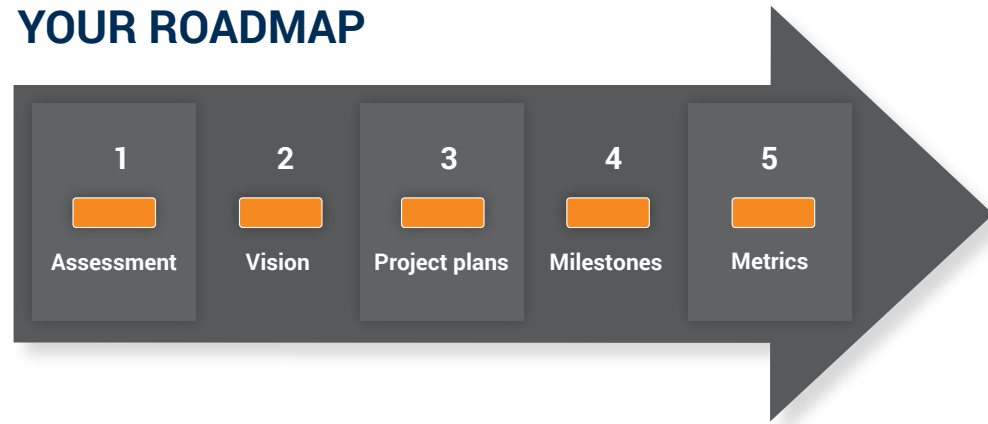 YOUR ROADMAP
1
Assessment
2
Vision
3
Project plans
4
Milestones
5
Metrics